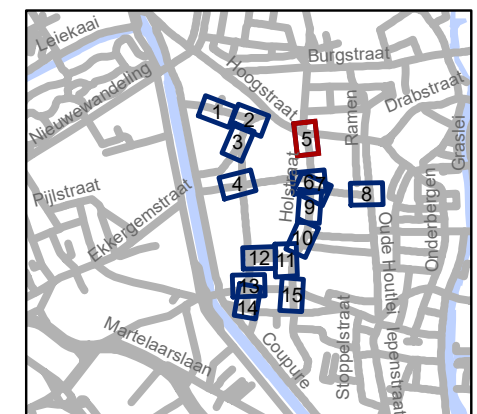 Leiekaai
Hoogstraat
Burgstraat
Nieuwewandeling
Ramen
Drabstraat
Graslei
1
2
3
5
4
6
8
9
Holstraat
Pijlstraat
Ekkergemstraat
Onderbergen
10
12
11
13
15
14
Oude Houtlei
Iepenstraat
Stoppelstraat
Coupure
Martelaarslaan